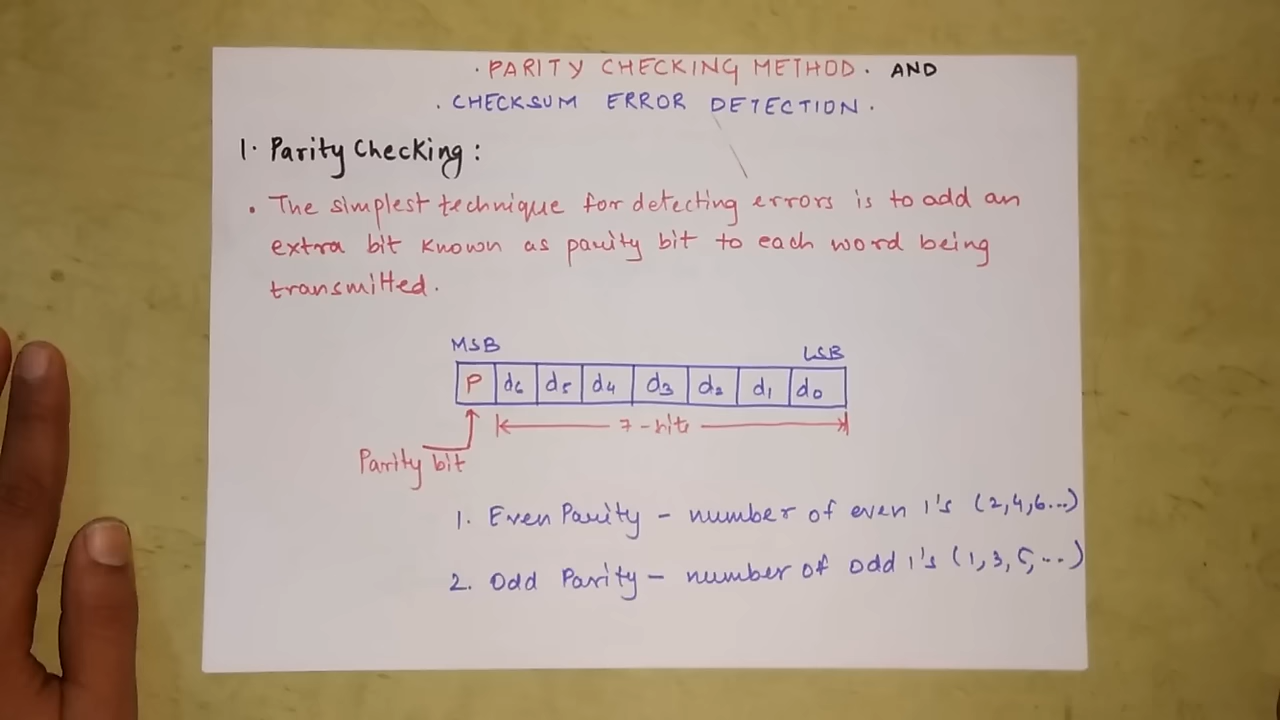 · PARITY CHECKING METHOD · AND
· CHECKSUM ERROR DETECTION ·
1. Parity Checking :
• The simplest technique for detecting errors is to add an
extra bit known as parity bit to each word being
transmitted.
MSB LSB
P d6 d5 d4 d3 d2 d1 d0
7-bits
Parity bit
1. Even Parity - number of even 1's (2,4,6...)
2. Odd Parity - number of odd 1's (1,3,5,...)